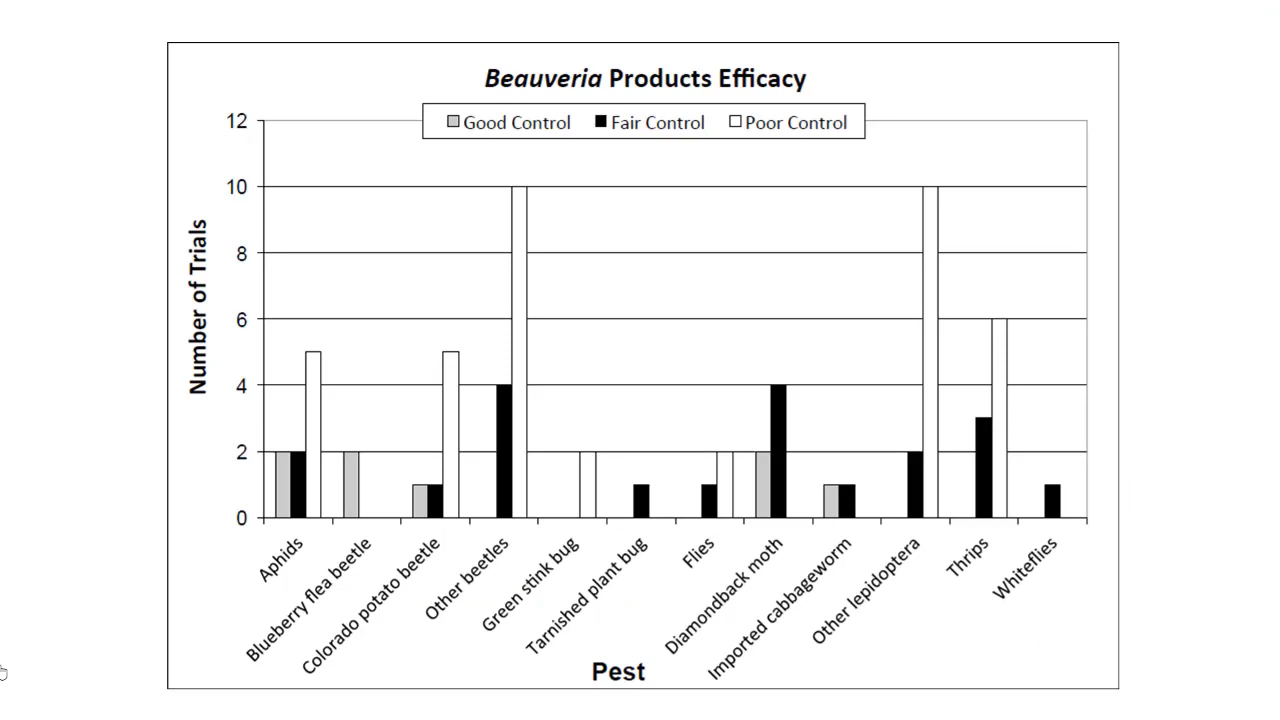 Beauveria Products Efficacy
Good Control Fair Control Poor Control
12
10
8
6
4
2
0
Number of Trials
Aphids
Blueberry flea beetle
Colorado potato beetle
Other beetles
Green stink bug
Tarnished plant bug
Flies
Diamondback moth
Imported cabbageworm
Other lepidoptera
Thrips
Whiteflies
Pest